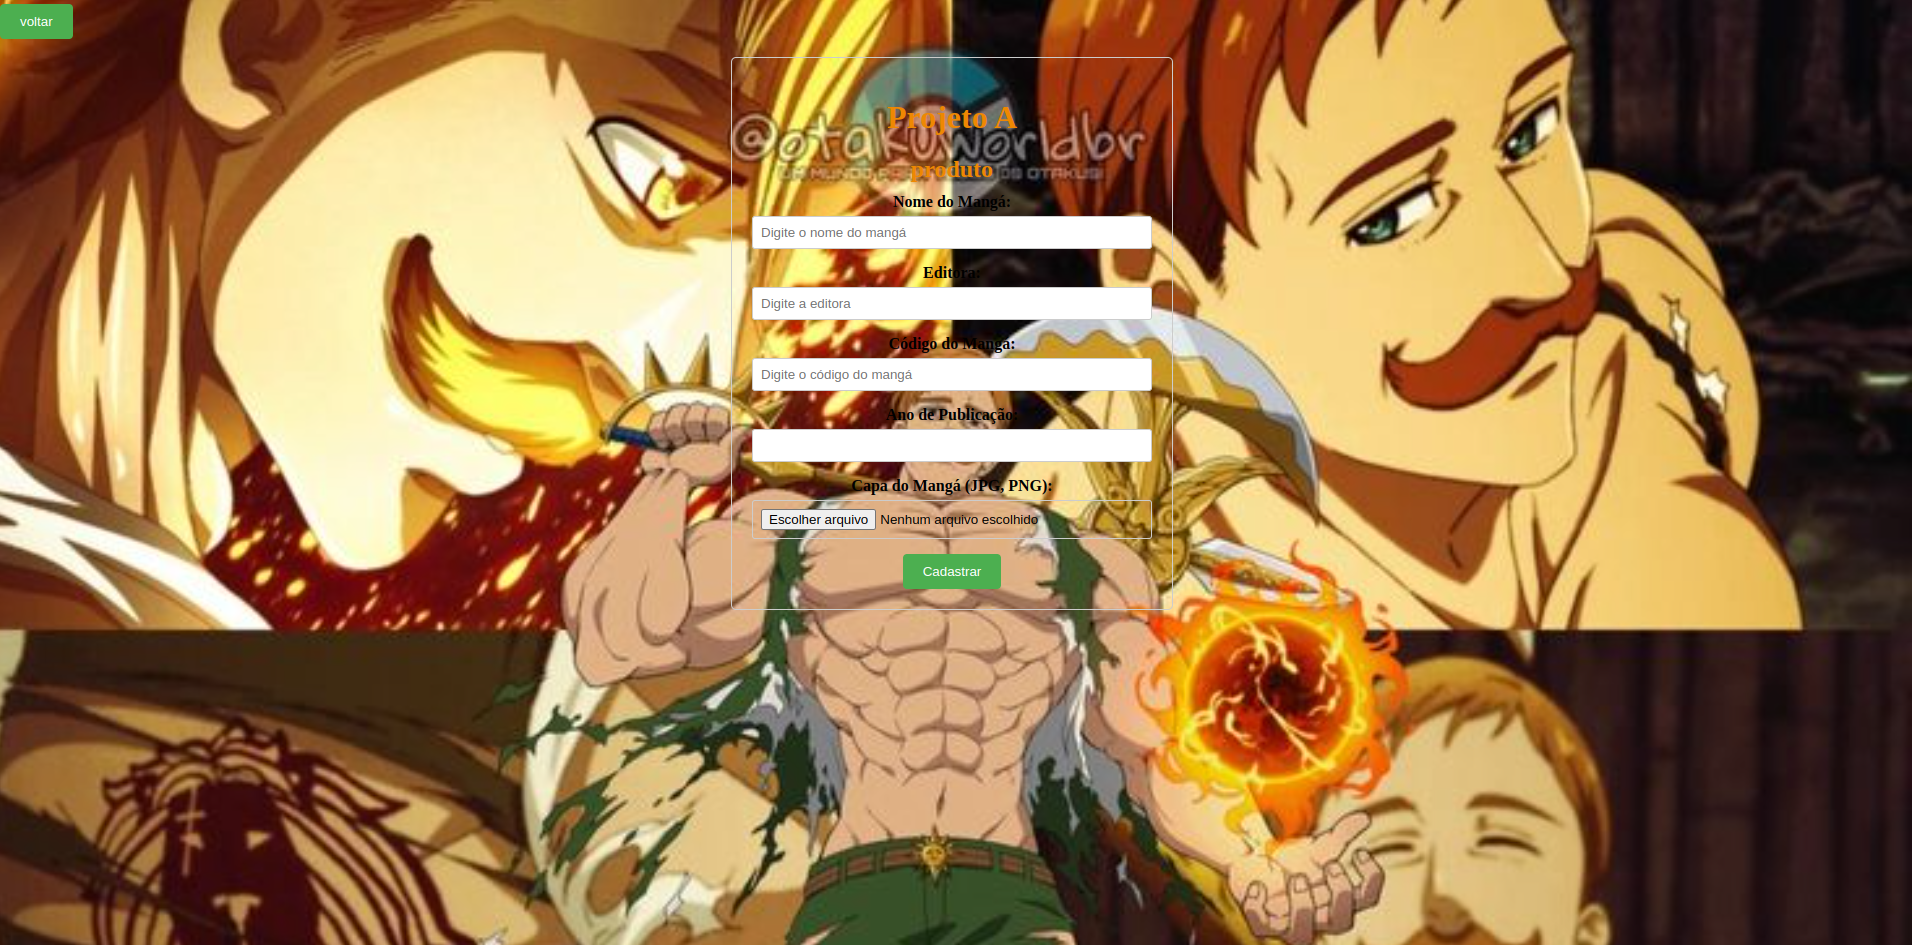 voltar
Projeto A
@otakuworldbr
UM MUNDO PARA OS OTAKUS!
produto
Nome do Mangá:
Digite o nome do mangá
Editora:
Digite a editora
Código do Mangá:
Digite o código do mangá
Ano de Publicação:
Capa do Mangá (JPG, PNG):
Escolher arquivo Nenhum arquivo escolhido
Cadastrar